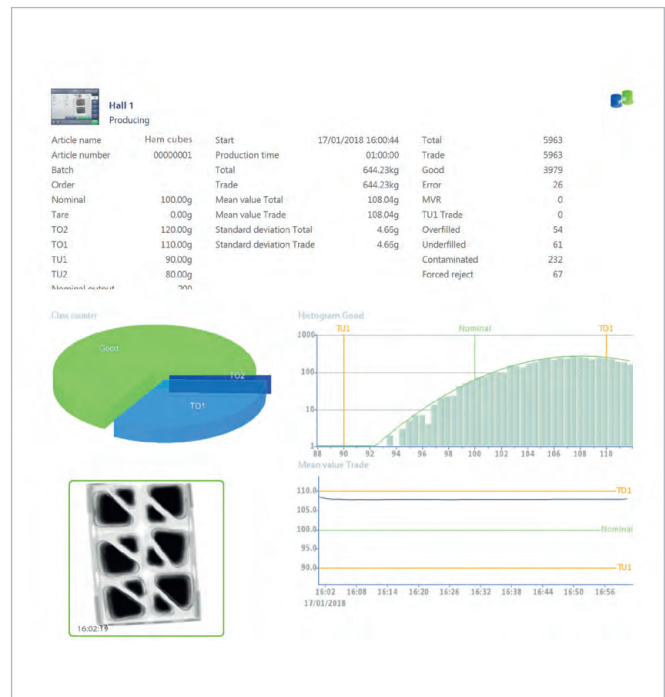 Hall 1
Producing
Article name Ham cubes Start 17/01/2018 16:00:44 Total 5963
Article number 00000001 Production time 01:00:00 Trade 5963
Batch Total 644.23kg Good 3979
Order Trade 644.23kg Error 26
Nominal 100.00g Mean value Total 108.04g MVR 0
Tare 0.00g Mean value Trade 108.04g TU1 Trade 0
TO2 120.00g Standard deviation Total 4.66g Overfilled 54
TO1 110.00g Standard deviation Trade 4.66g Underfilled 61
TU1 90.00g Contaminated 232
TU2 80.00g Forced reject 67
Nominal output 200
Class counter
Good
TO2
TO1
Histogram Good
TU1 Nominal TO1
1000
100
10
1
88 90 92 94 96 98 100 102 104 106 108 110
Mean value Trade
110.0 TO1
105.0
100.0 Nominal
95.0
90.0 TU1
16:02 16:08 16:14 16:20 16:26 16:32 16:38 16:44 16:50 16:56
17/01/2018
16:02:19